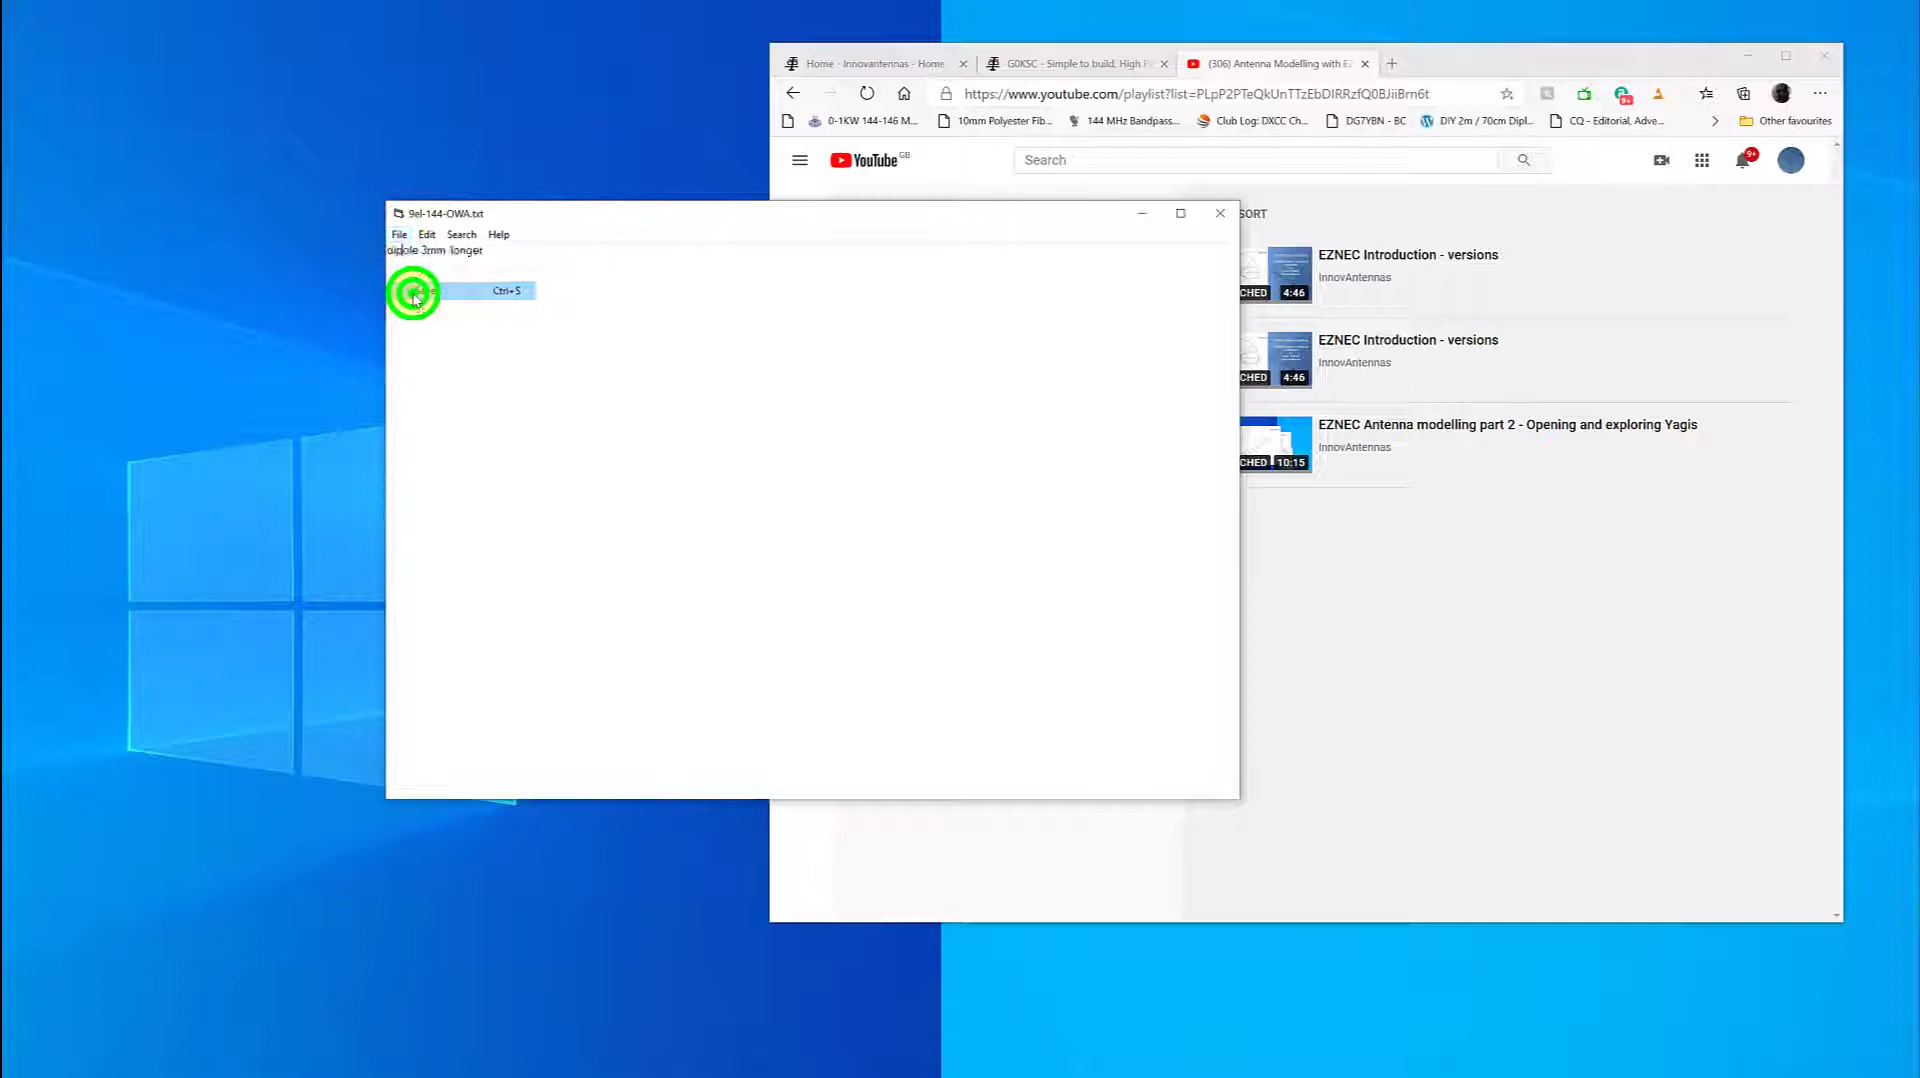 Home - Innovantennas - Home
G0KSC - Simple to build, High Pe
(306) Antenna Modelling with EZ
https://www.youtube.com/playlist?list=PLpP2PTeQkUnTTzEbDIRRzfQ0BJiiBrn6t
9+
0-1KW 144-146 M...
10mm Polyester Fib...
144 MHz Bandpass...
Club Log: DXCC Ch...
DG7YBN - BC
DIY 2m / 70cm Dipl...
CQ - Editorial, Adve...
Other favourites
YouTube GB
Search
9+
9el-144-OWA.txt
SORT
File Edit Search Help
dipole 3mm longer
Ctrl+S
EZNEC Introduction - versions
InnovAntennas
CHED 4:46
EZNEC Introduction - versions
InnovAntennas
CHED 4:46
EZNEC Antenna modelling part 2 - Opening and exploring Yagis
InnovAntennas
CHED 10:15